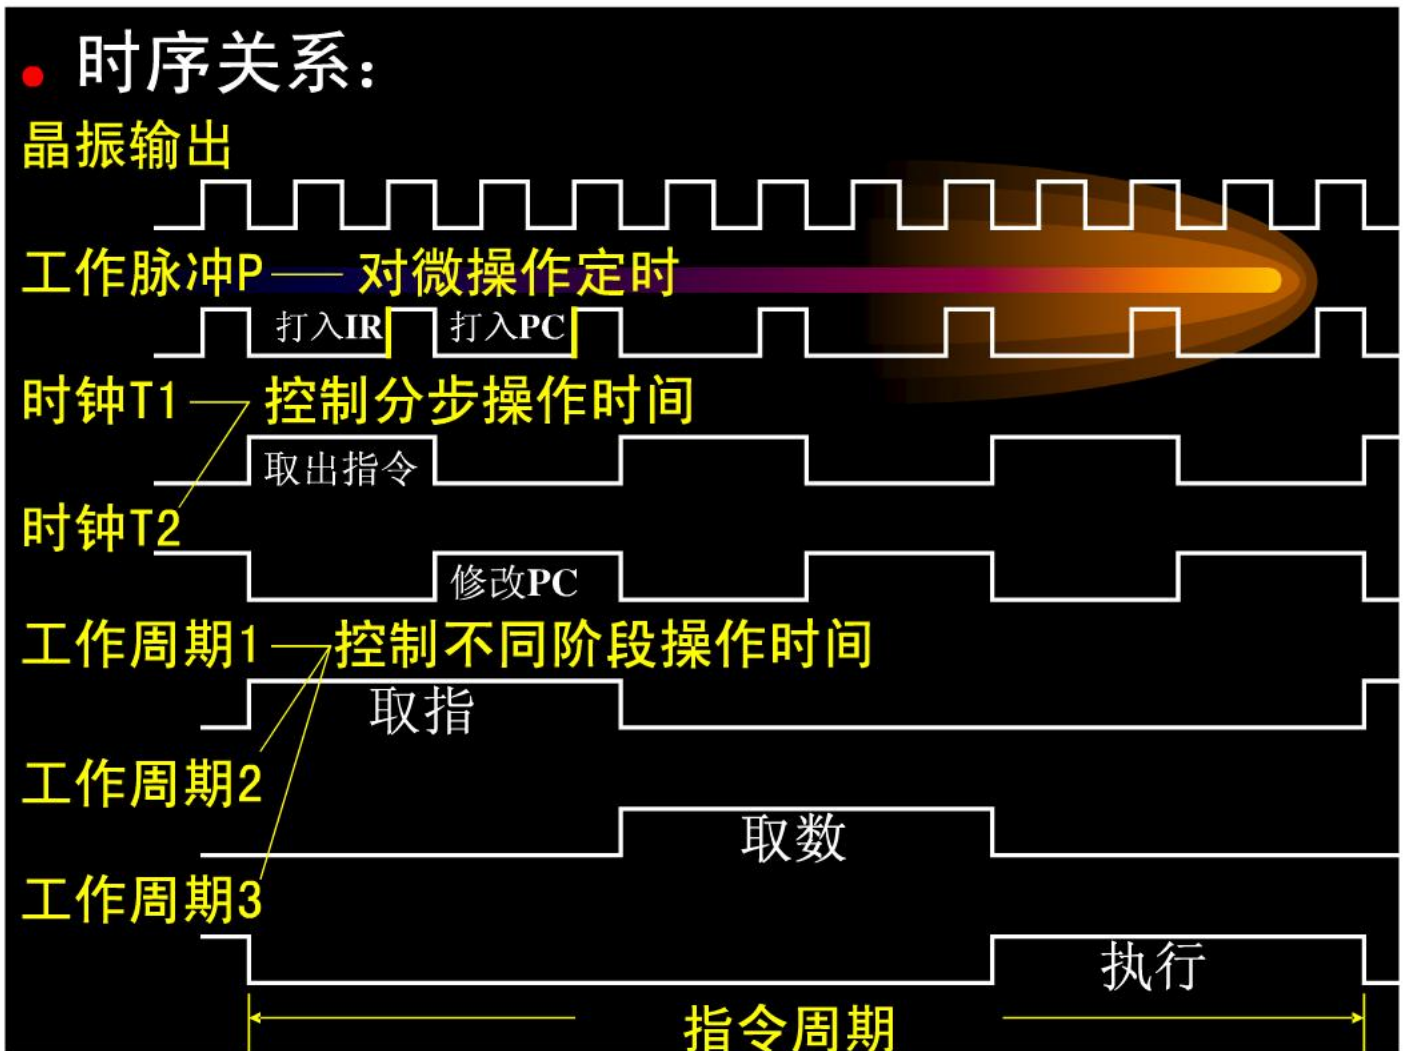 • 时序关系：
晶振输出
工作脉冲P——对微操作定时
打入IR 打入PC
时钟T1——控制分步操作时间
取出指令
时钟T2
修改PC
工作周期1——控制不同阶段操作时间
取指
工作周期2
取数
工作周期3
执行
指令周期